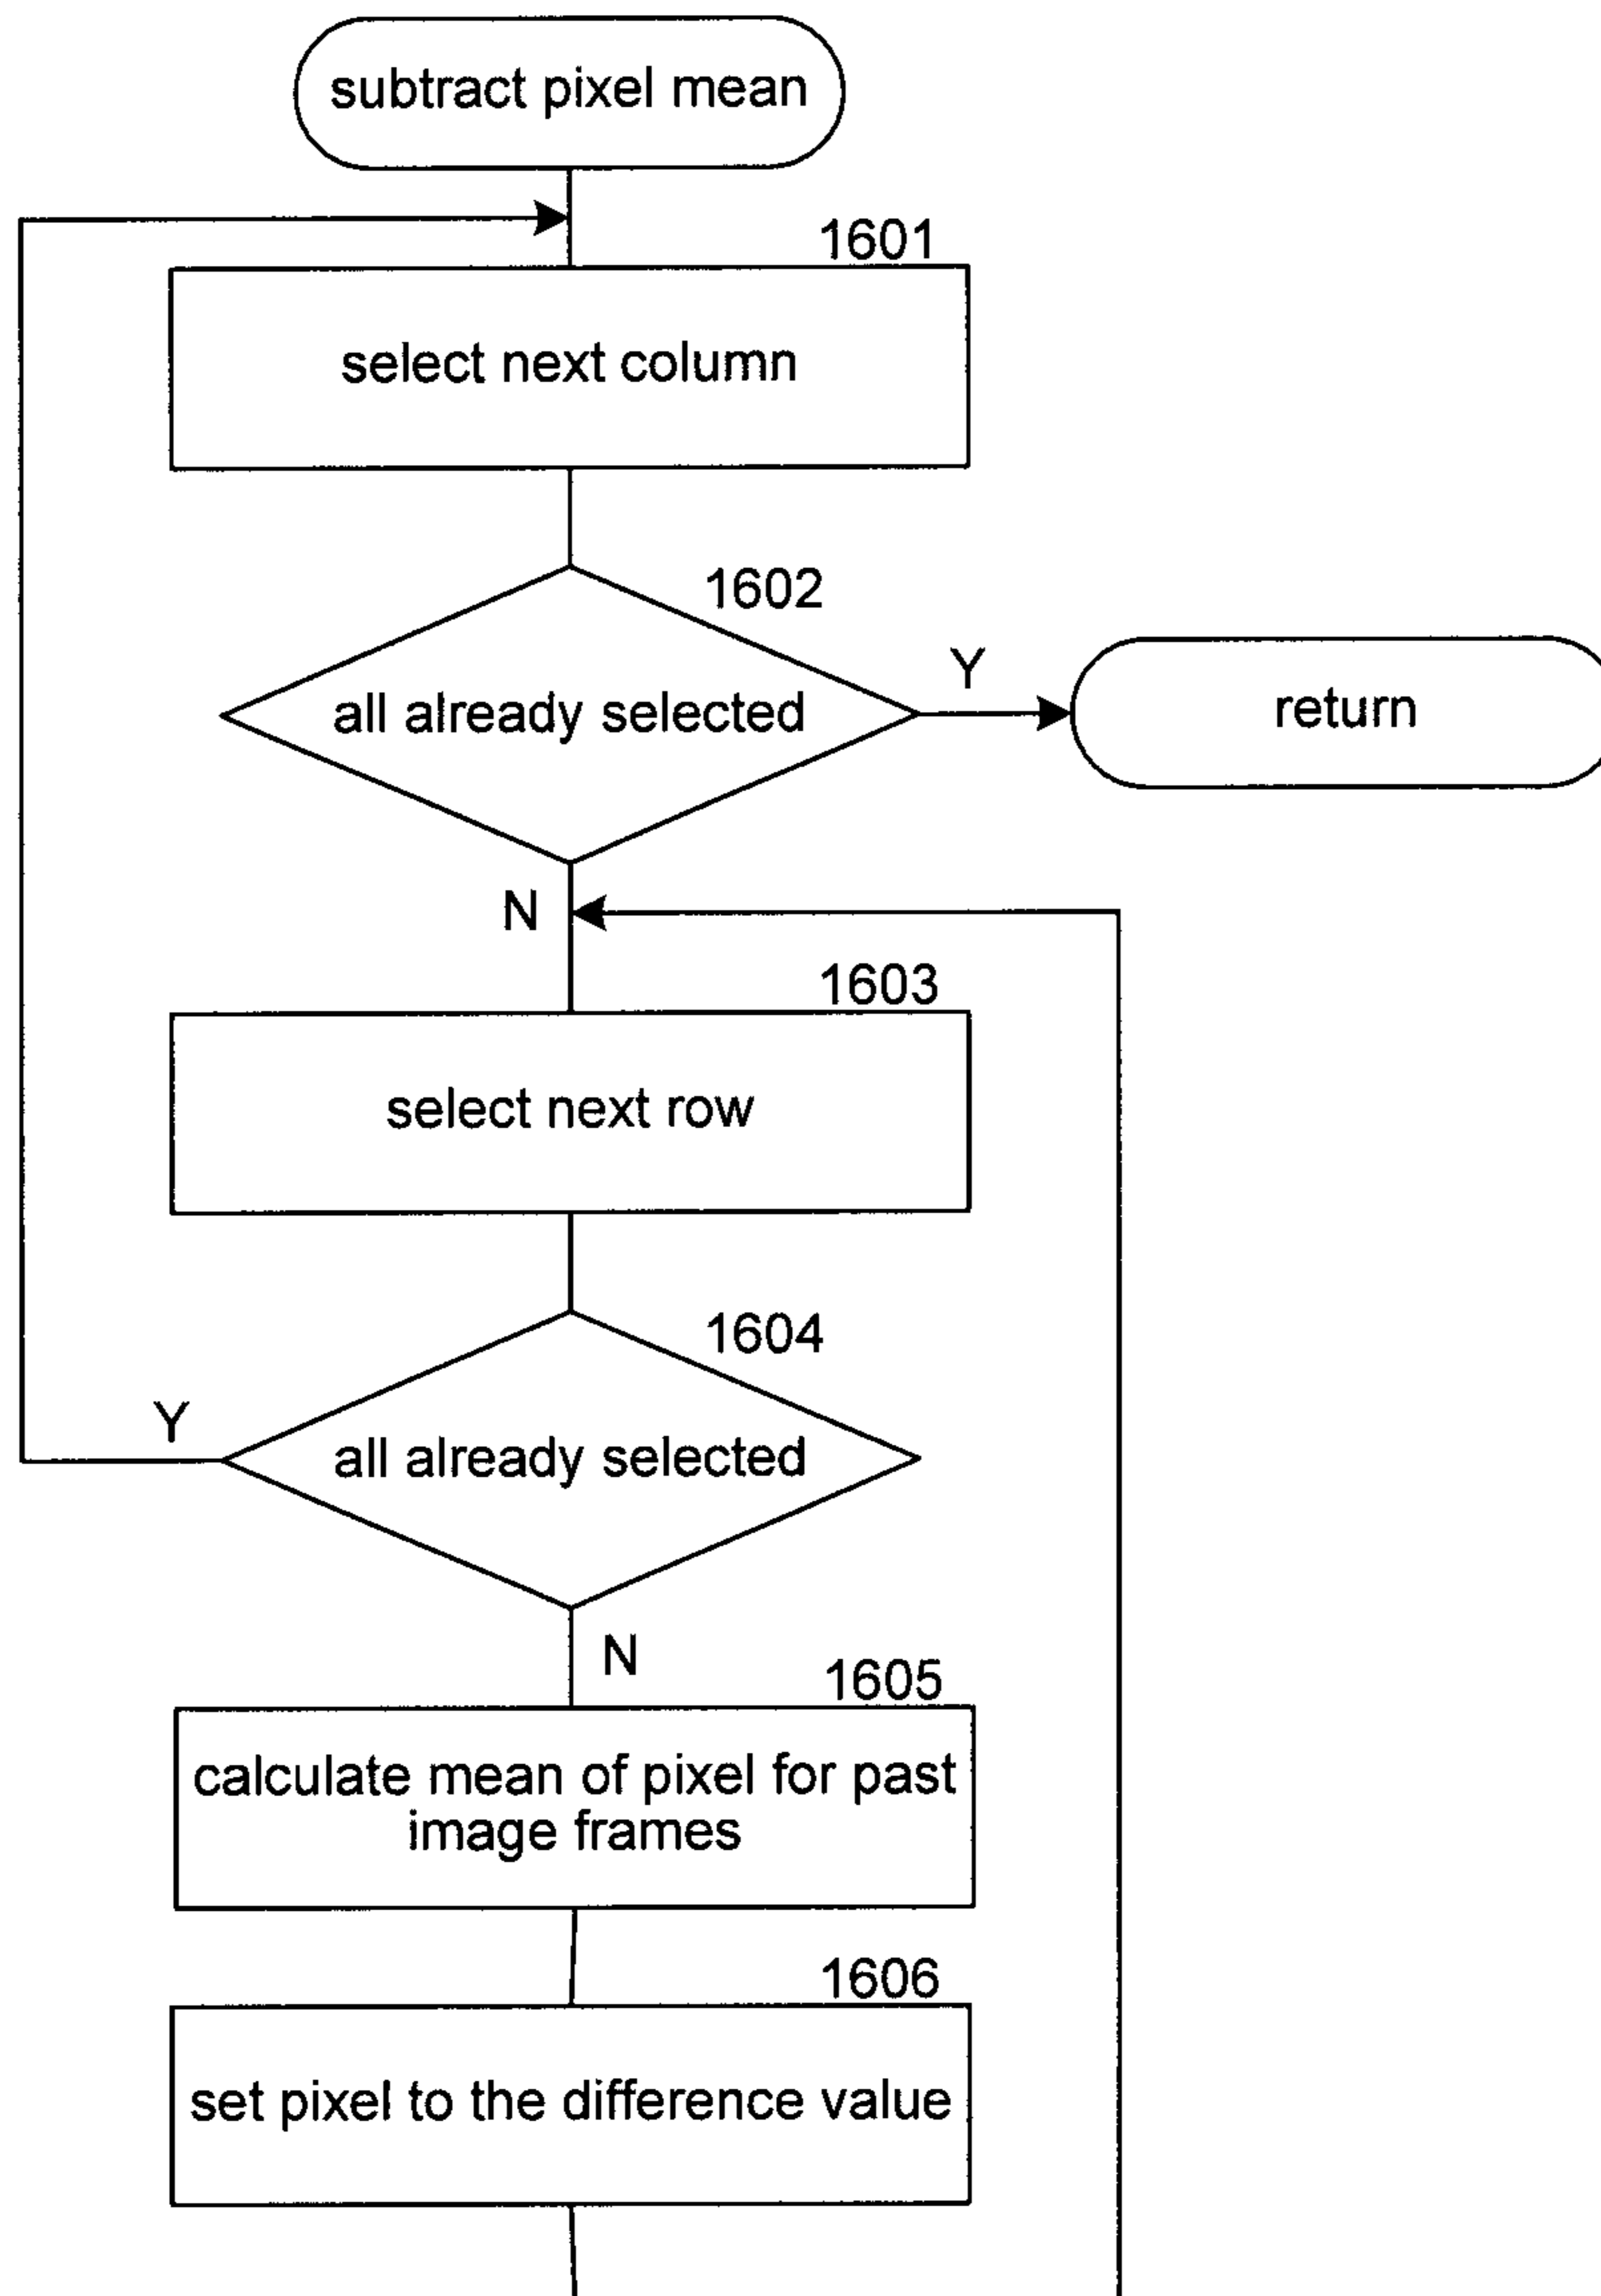 subtract pixel mean
1601
select next column
1602
all already selected
Y
return
N
1603
select next row
1604
Y
all already selected
N
1605
calculate mean of pixel for past
image frames
1606
set pixel to the difference value